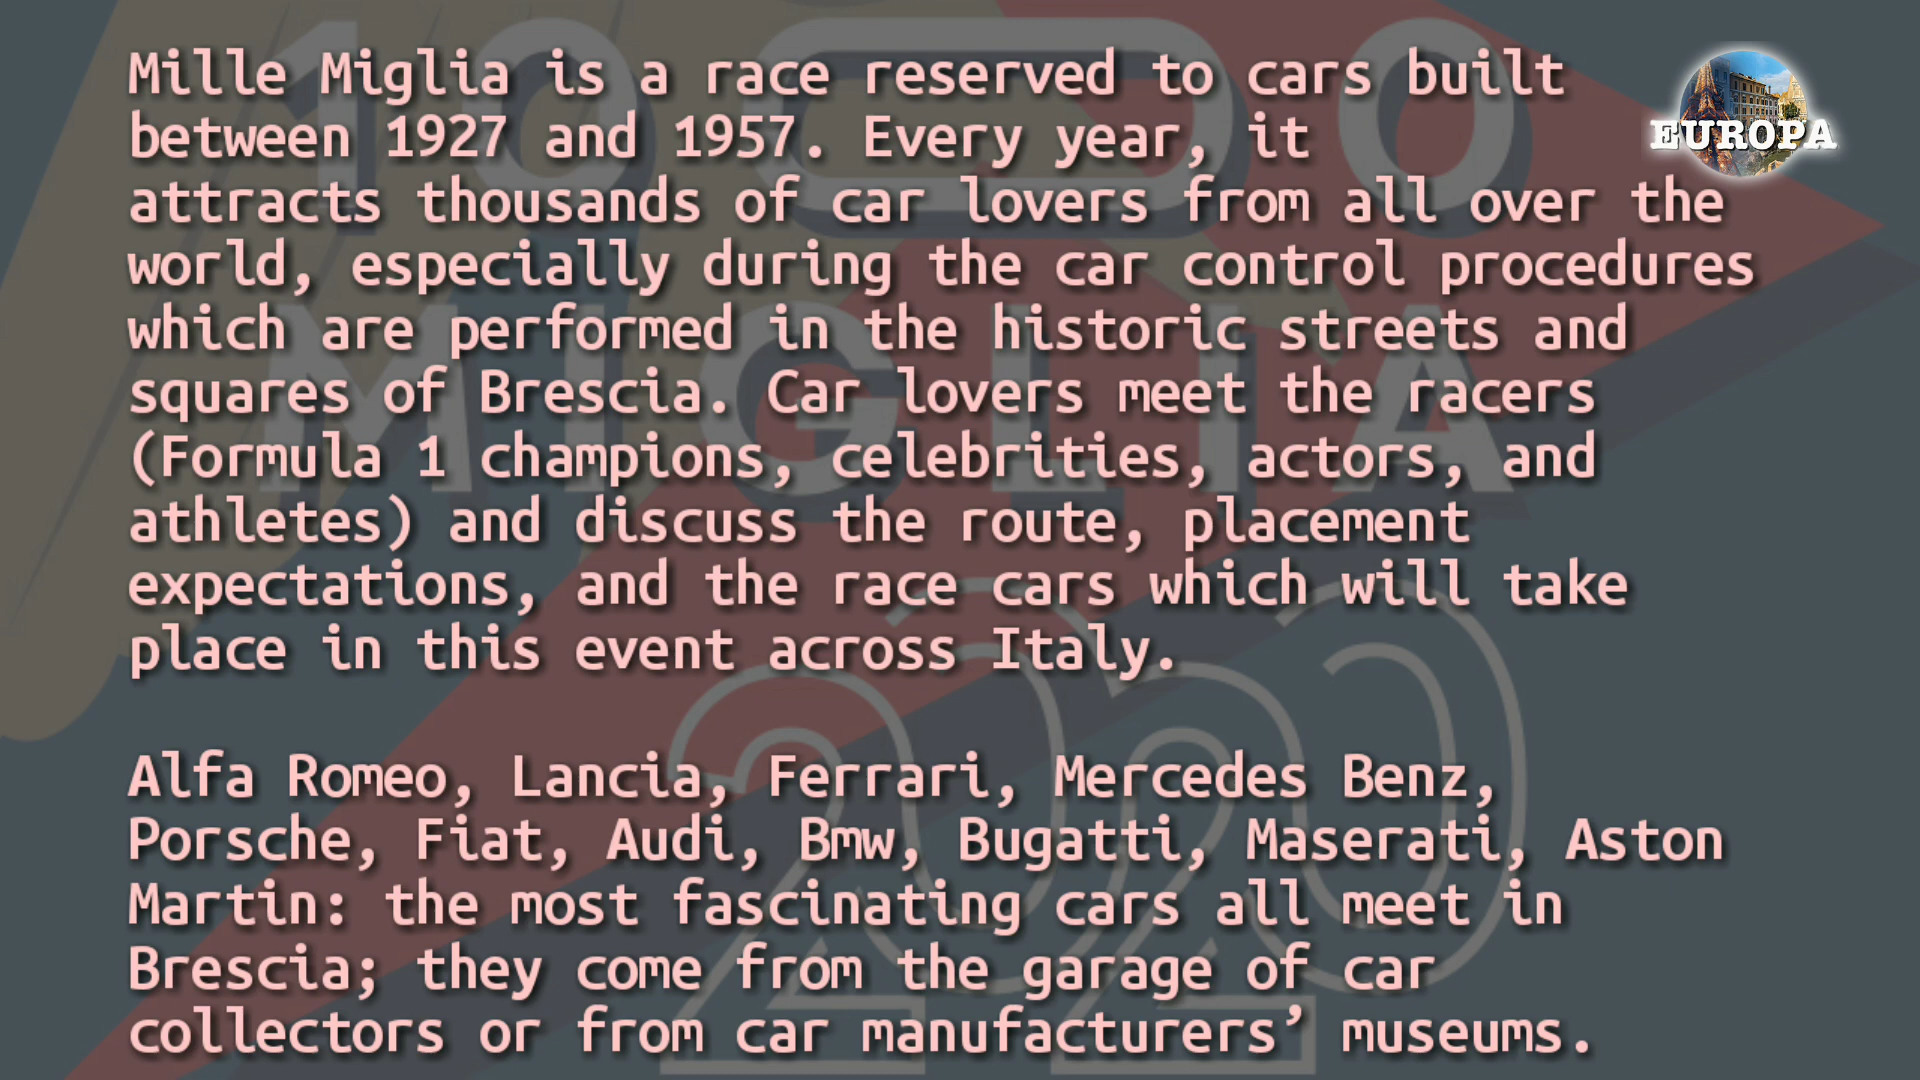 Mille Miglia is a race reserved to cars built
between 1927 and 1957. Every year, it
attracts thousands of car lovers from all over the
world, especially during the car control procedures
which are performed in the historic streets and
squares of Brescia. Car lovers meet the racers
(Formula 1 champions, celebrities, actors, and
athletes) and discuss the route, placement
expectations, and the race cars which will take
place in this event across Italy.
Alfa Romeo, Lancia, Ferrari, Mercedes Benz,
Porsche, Fiat, Audi, Bmw, Bugatti, Maserati, Aston
Martin: the most fascinating cars all meet in
Brescia; they come from the garage of car
collectors or from car manufacturers’ museums.
EUROPA
1000
MIGLIA
2020